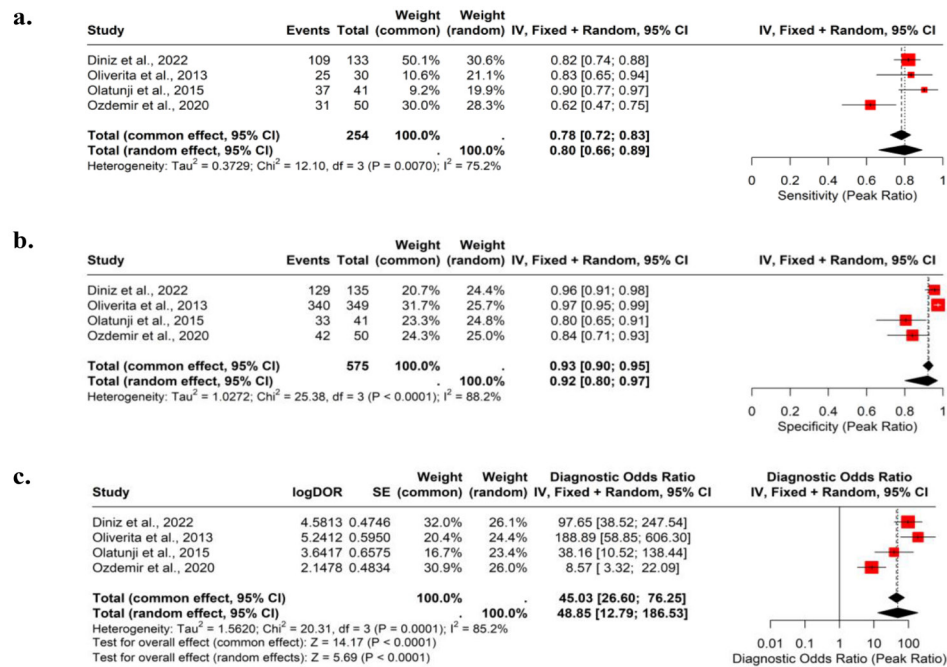 a.
Weight Weight
Study Events Total (common) (random) IV, Fixed + Random, 95% CI IV, Fixed + Random, 95% CI
Diniz et al., 2022 109 133 50.1% 30.6% 0.82 [0.74; 0.88]
Oliverita et al., 2013 25 30 10.6% 21.1% 0.83 [0.65; 0.94]
Olatunji et al., 2015 37 41 9.2% 19.9% 0.90 [0.77; 0.97]
Ozdemir et al., 2020 31 50 30.0% 28.3% 0.62 [0.47; 0.75]
Total (common effect, 95% CI) 254 100.0% . 0.78 [0.72; 0.83]
Total (random effect, 95% CI) . 100.0% 0.80 [0.66; 0.89]
Heterogeneity: Tau² = 0.3729; Chi² = 12.10, df = 3 (P = 0.0070); I² = 75.2%
0 0.2 0.4 0.6 0.8 1
Sensitivity (Peak Ratio)
b.
Weight Weight
Study Events Total (common) (random) IV, Fixed + Random, 95% CI IV, Fixed + Random, 95% CI
Diniz et al., 2022 129 135 20.7% 24.4% 0.96 [0.91; 0.98]
Oliverita et al., 2013 340 349 31.7% 25.7% 0.97 [0.95; 0.99]
Olatunji et al., 2015 33 41 23.3% 24.8% 0.80 [0.65; 0.91]
Ozdemir et al., 2020 42 50 24.3% 25.0% 0.84 [0.71; 0.93]
Total (common effect, 95% CI) 575 100.0% . 0.93 [0.90; 0.95]
Total (random effect, 95% CI) . 100.0% 0.92 [0.80; 0.97]
Heterogeneity: Tau² = 1.0272; Chi² = 25.38, df = 3 (P < 0.0001); I² = 88.2%
0 0.2 0.4 0.6 0.8 1
Specificity (Peak Ratio)
c.
Weight Weight Diagnostic Odds Ratio Diagnostic Odds Ratio
Study logDOR SE (common) (random) IV, Fixed + Random, 95% CI IV, Fixed + Random, 95% CI
Diniz et al., 2022 4.5813 0.4746 32.0% 26.1% 97.65 [38.52; 247.54]
Oliverita et al., 2013 5.2412 0.5950 20.4% 24.4% 188.89 [58.85; 606.30]
Olatunji et al., 2015 3.6417 0.6575 16.7% 23.4% 38.16 [10.52; 138.44]
Ozdemir et al., 2020 2.1478 0.4834 30.9% 26.0% 8.57 [ 3.32; 22.09]
Total (common effect, 95% CI) 100.0% . 45.03 [26.60; 76.25]
Total (random effect, 95% CI) . 100.0% 48.85 [12.79; 186.53]
Heterogeneity: Tau² = 1.5620; Chi² = 20.31, df = 3 (P = 0.0001); I² = 85.2%
Test for overall effect (common effect): Z = 14.17 (P < 0.0001)
Test for overall effect (random effects): Z = 5.69 (P < 0.0001)
0.01 0.1 1 10 100
Diagnostic Odds Ratio (Peak Ratio)